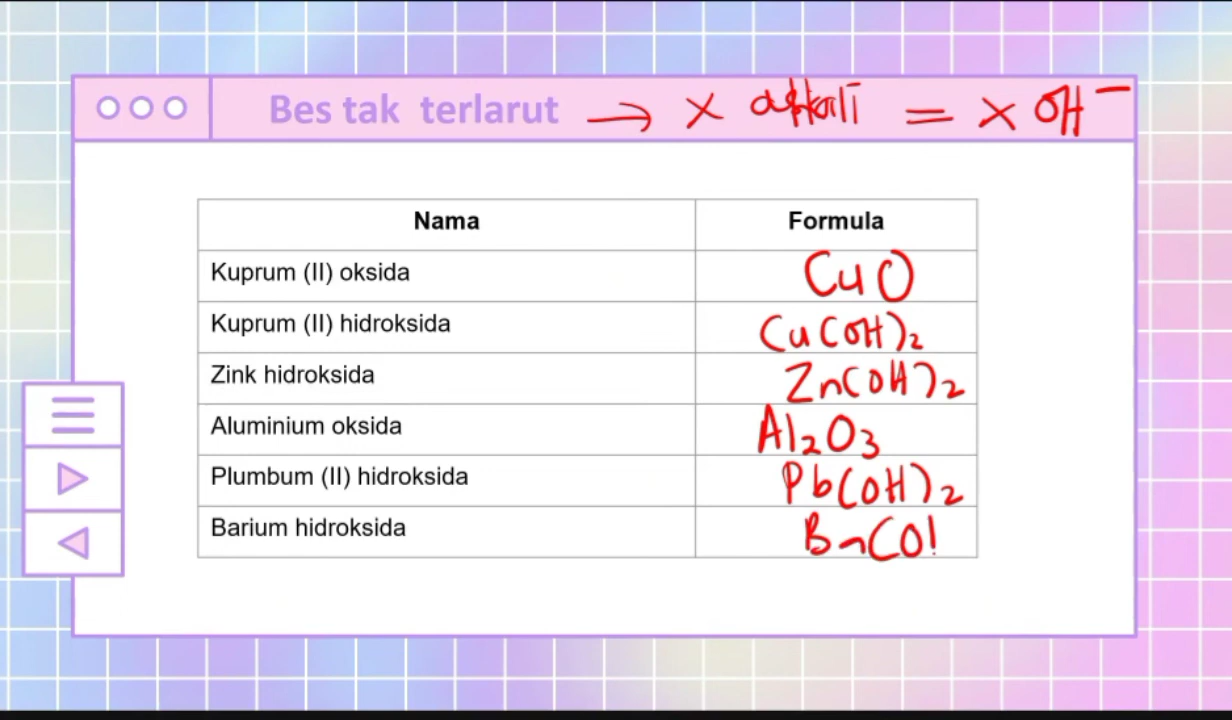 Bes tak terlarut → × alkali = × OH⁻
Nama Formula
Kuprum (II) oksida CuO
Kuprum (II) hidroksida Cu(OH)₂
Zink hidroksida Zn(OH)₂
Aluminium oksida Al₂O₃
Plumbum (II) hidroksida Pb(OH)₂
Barium hidroksida